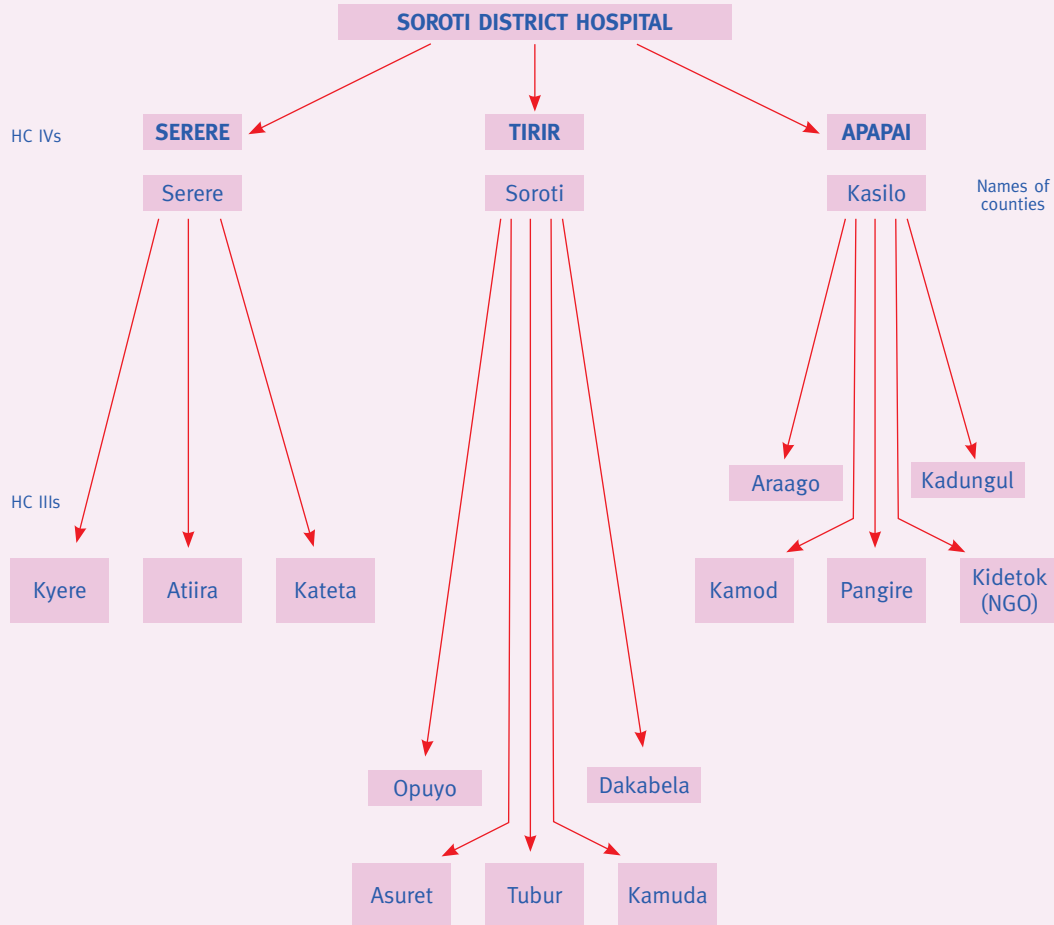 SOROTI DISTRICT HOSPITAL
HC IVs
SERERE
TIRIR
APAPAI
Serere
Soroti
Kasilo
Names of
counties
Araago
Kadungul
HC IIIs
Kyere
Atiira
Kateta
Kamod
Pangire
Kidetok
(NGO)
Opuyo
Dakabela
Asuret
Tubur
Kamuda